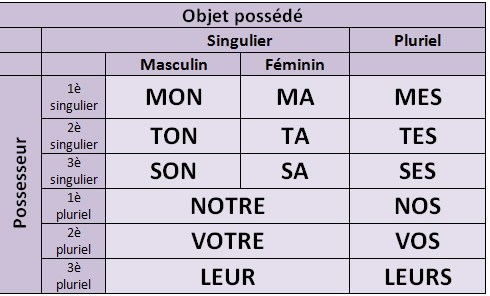 Objet possédé
Singulier Pluriel
Masculin Féminin
Possesseur
1è
singulier
MON MA MES
2è
singulier
TON TA TES
3è
singulier
SON SA SES
1è
pluriel
NOTRE NOS
2è
pluriel
VOTRE VOS
3è
pluriel
LEUR LEURS